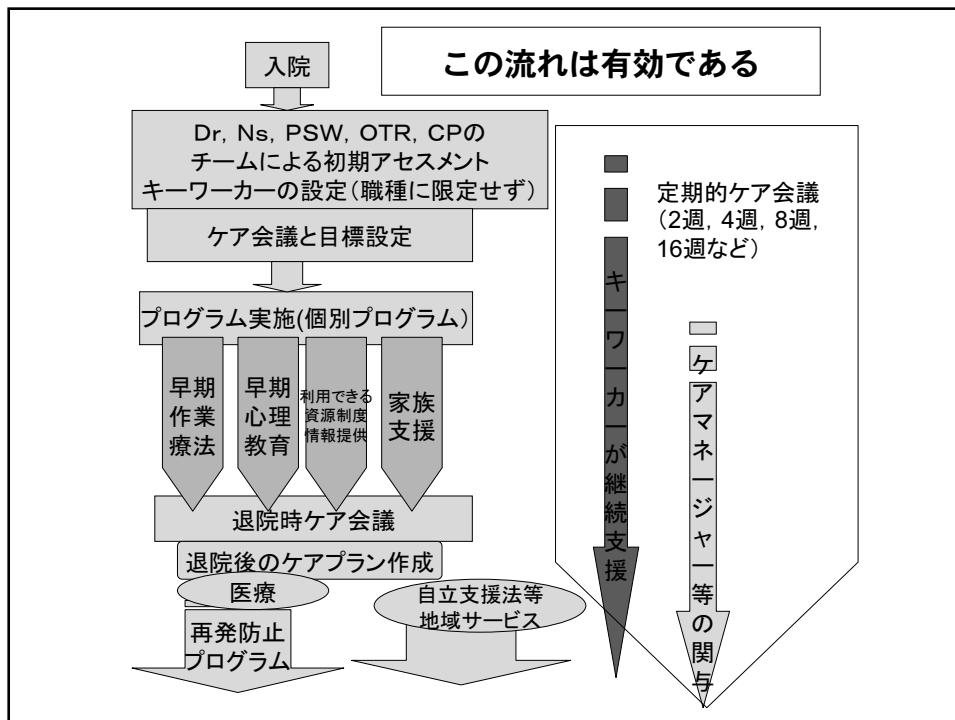 この流れは有効である
入院
Dr, Ns, PSW, OTR, CPの
チームによる初期アセスメント
キーワーカーの設定（職種に限定せず）
ケア会議と目標設定
プログラム実施(個別プログラム）
早期
作業
療法
早期
心理
教育
利用できる
資源制度
情報提供
家族
支援
退院時ケア会議
退院後のケアプラン作成
医療
再発防止
プログラム
自立支援法等
地域サービス
定期的ケア会議
（2週, 4週, 8週,
16週など）
キーワーカーが継続支援
ケアマネージャー等の関与